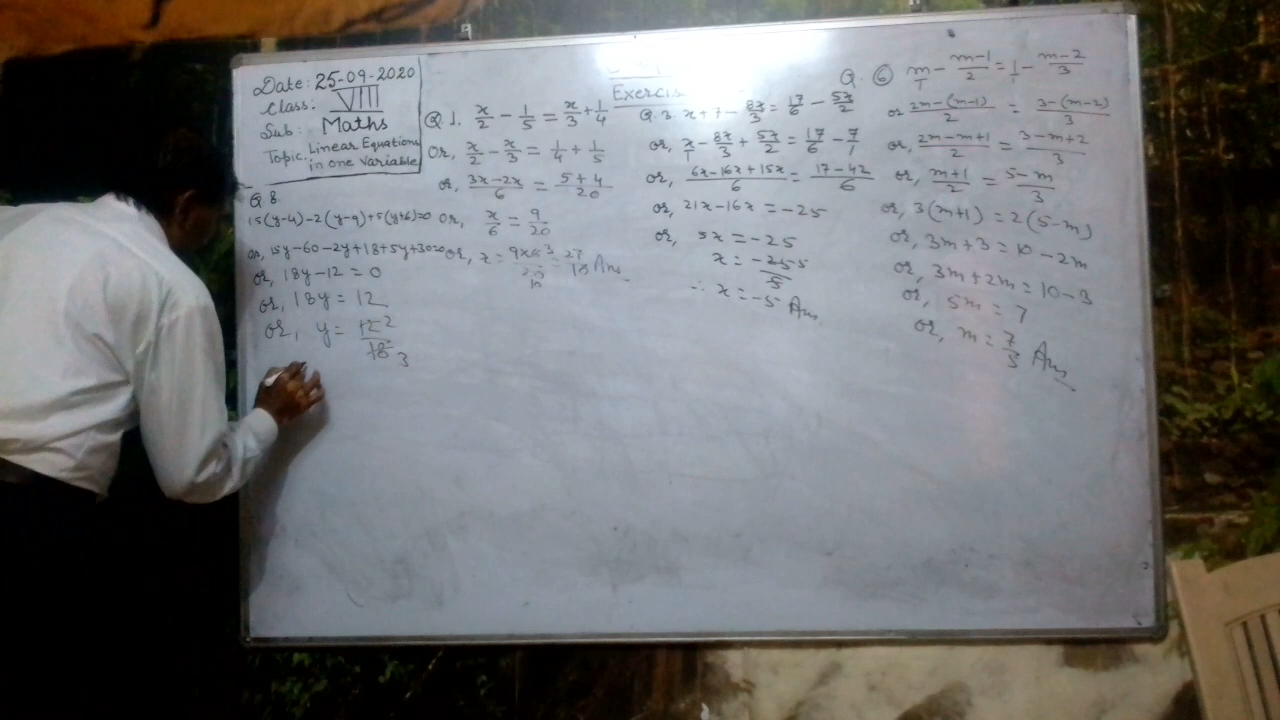 Date: 25-09-2020
Class: VIII
Sub: Maths
Topic: Linear Equations
in one Variable
Exercis
Q.8.
15(y-4)-2(y-9)+5(y+6)=0
or, 15y-60-2y+18+5y+30=0
or, 18y-12 = 0
or, 18y = 12
or, y = 12 2/18 3
Q 1. x/2 - 1/5 = x/3 + 1/4
Or, x/2 - x/3 = 1/4 + 1/5
or, 3x-2x/6 = 5+4/20
or, x/6 = 9/20
or, x = 9×6 3/20 10 = 27/10 Ans
Q.3. x+7- 8x/3 = 17/6 - 5x/2
or, x/1 - 8x/3 + 5x/2 = 17/6 - 7/1
or, 6x-16x+15x/6 = 17-42/6
or, 21x-16x = -25
or, 5x = -25
x = -25 5/5
∴ x = -5 Ans
Q. 6 m/1 - m-1/2 = 1/1 - m-2/3
or 2m-(m-1)/2 = 3-(m-2)/3
or, 2m-m+1/2 = 3-m+2/3
or, m+1/2 = 5-m/3
or, 3(m+1) = 2(5-m)
or, 3m+3 = 10-2m
or, 3m+2m = 10-3
or, 5m = 7
or, m = 7/5 Ans